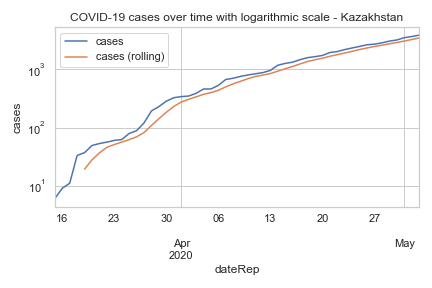 COVID-19 cases over time with logarithmic scale - Kazakhstan
cases
cases (rolling)
cases
10³
10²
10¹
16 23 30 06 13 20 27
Apr May
2020
dateRep